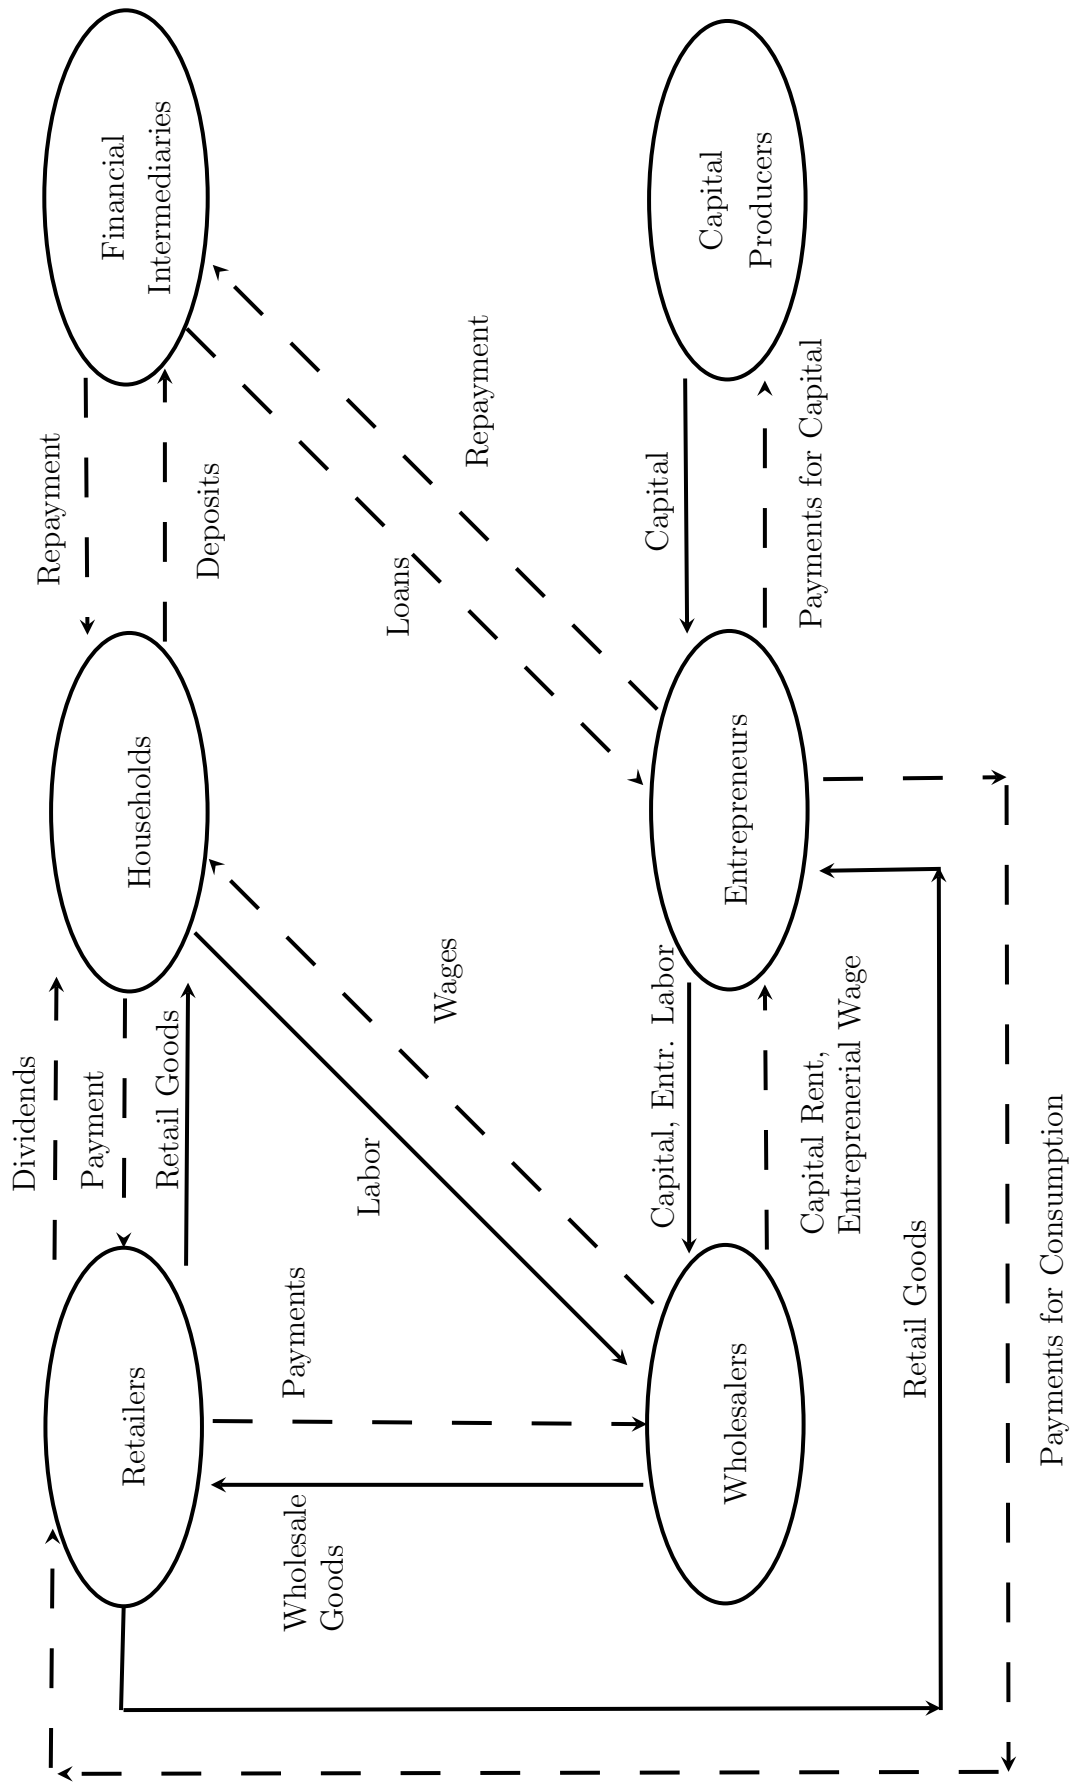 Dividends
Repayment
Payment
Retail Goods
Deposits
Retailers
Households
Financial
Intermediaries
Wholesale
Goods
Payments
Labor
Wages
Loans
Repayment
Capital, Entr. Labor
Capital
Wholesalers
Entrepreneurs
Capital
Producers
Capital Rent,
Entreprenerial Wage
Payments for Capital
Retail Goods
Payments for Consumption